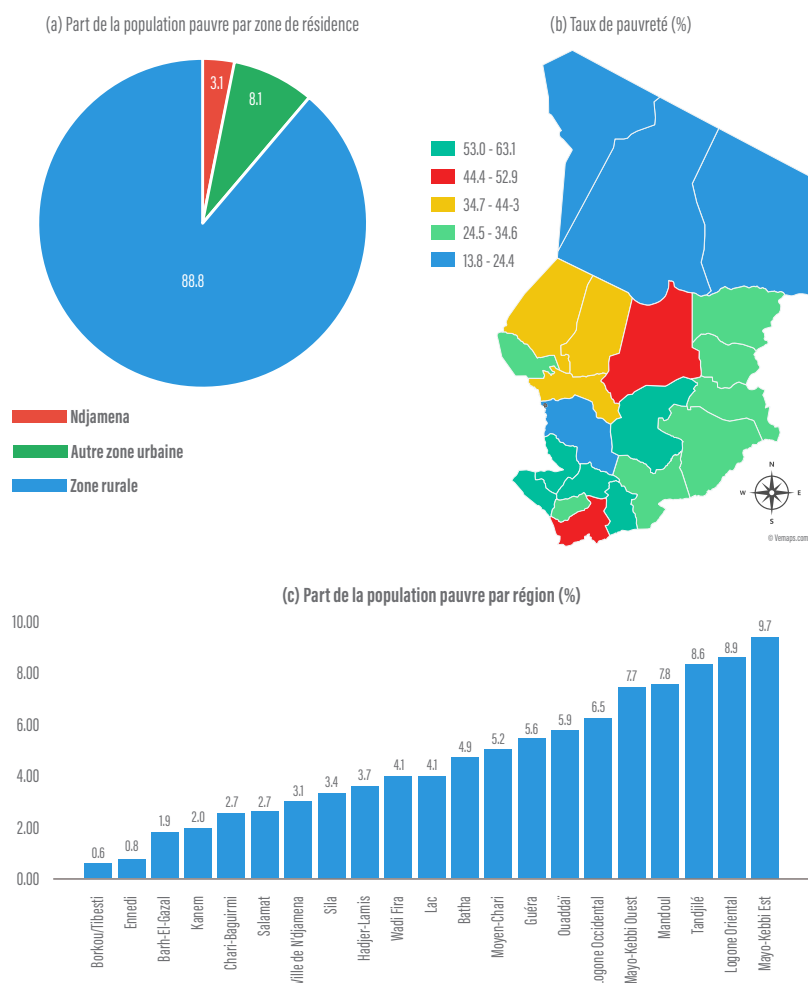 (a) Part de la population pauvre par zone de résidence
3.1
8.1
88.8
Ndjamena
Autre zone urbaine
Zone rurale
(b) Taux de pauvreté (%)
53.0 - 63.1
44.4 - 52.9
34.7 - 44-3
24.5 - 34.6
13.8 - 24.4
N
W
E
S
© Vemaps.com
(c) Part de la population pauvre par région (%)
10.00
8.00
6.00
4.00
2.00
0.00
0.6
0.8
1.9
2.0
2.7
2.7
3.1
3.4
3.7
4.1
4.1
4.9
5.2
5.6
5.9
6.5
7.7
7.8
8.6
8.9
9.7
Borkou/Tibesti
Ennedi
Barh-El-Gazal
Kanem
Chari-Baguirmi
Salamat
Ville de N'djamena
Sila
Hadjer-Lamis
Wadi Fira
Lac
Batha
Moyen-Chari
Guéra
Ouaddaï
Logone Occidental
Mayo-Kebbi Ouest
Mandoul
Tandjilé
Logone Oriental
Mayo-Kebbi Est